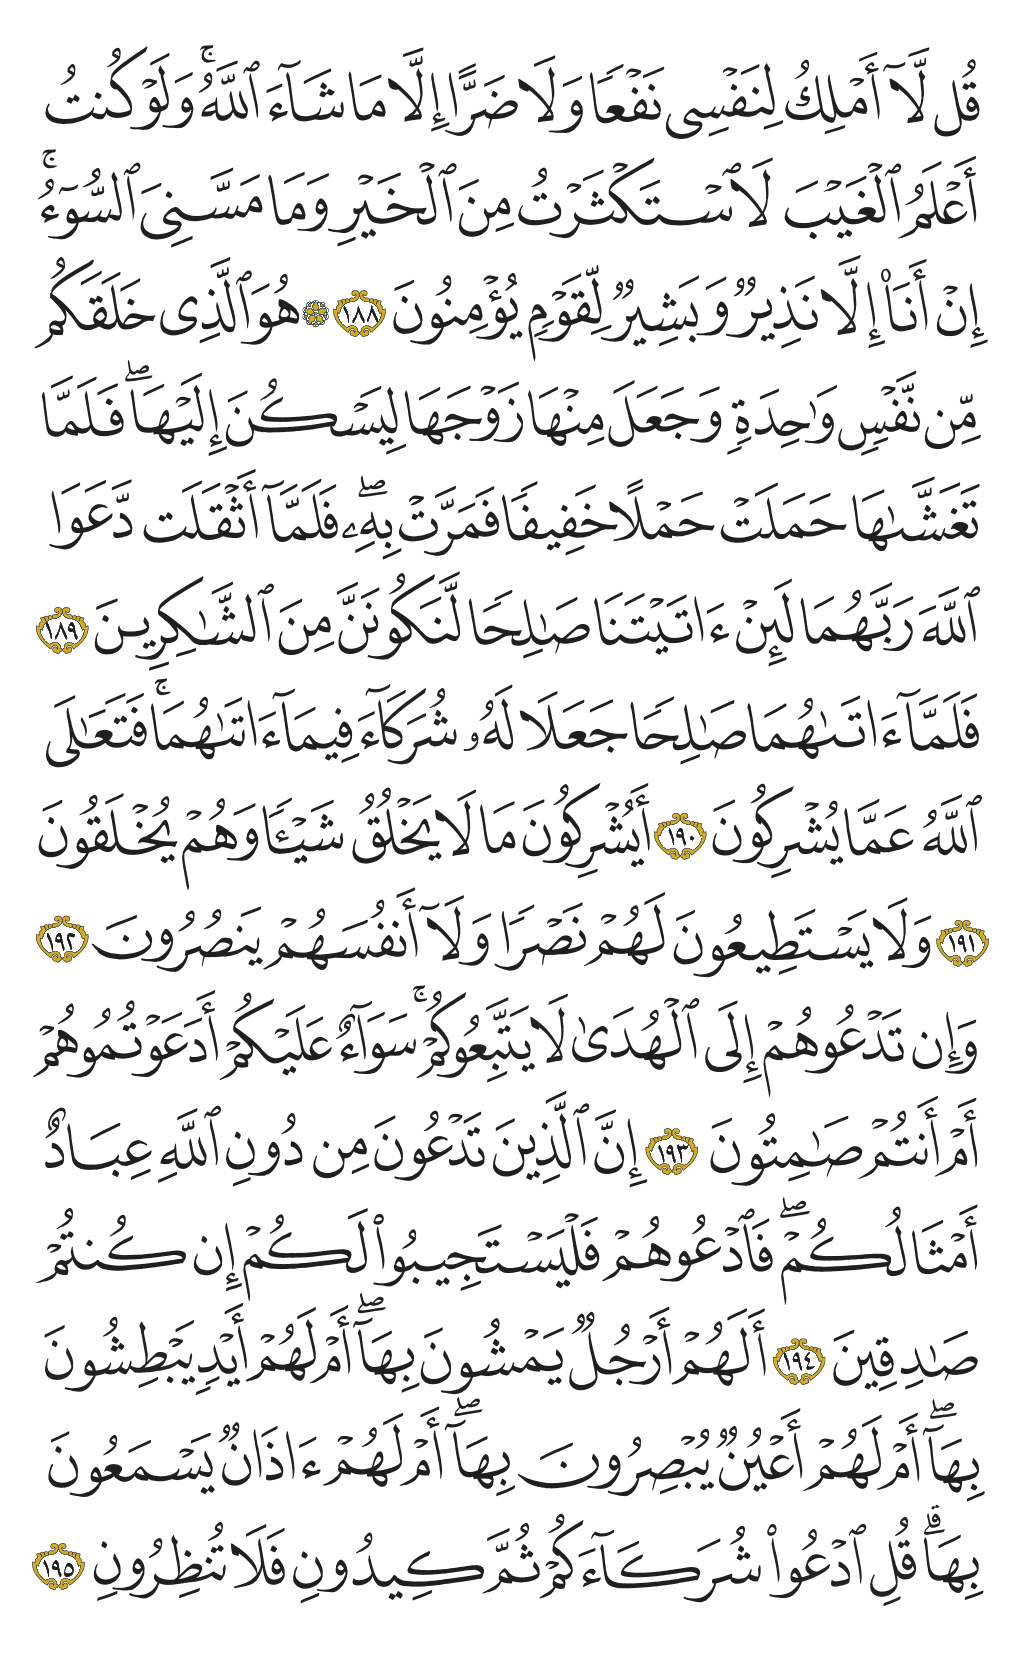 قُل لَّآ أَمْلِكُ لِنَفْسِى نَفْعًا وَلَا ضَرًّا إِلَّا مَا شَآءَ ٱللَّهُ ۚ وَلَوْ كُنتُ
أَعْلَمُ ٱلْغَيْبَ لَٱسْتَكْثَرْتُ مِنَ ٱلْخَيْرِ وَمَا مَسَّنِىَ ٱلسُّوٓءُ ۚ
إِنْ أَنَا۠ إِلَّا نَذِيرٌ وَبَشِيرٌ لِّقَوْمٍ يُؤْمِنُونَ ١٨٨ ۞ هُوَ ٱلَّذِى خَلَقَكُم
مِّن نَّفْسٍ وَٰحِدَةٍ وَجَعَلَ مِنْهَا زَوْجَهَا لِيَسْكُنَ إِلَيْهَا ۖ فَلَمَّا
تَغَشَّىٰهَا حَمَلَتْ حَمْلًا خَفِيفًا فَمَرَّتْ بِهِۦ ۖ فَلَمَّآ أَثْقَلَت دَّعَوَا
ٱللَّهَ رَبَّهُمَا لَئِنْ ءَاتَيْتَنَا صَٰلِحًا لَّنَكُونَنَّ مِنَ ٱلشَّٰكِرِينَ ١٨٩
فَلَمَّآ ءَاتَىٰهُمَا صَٰلِحًا جَعَلَا لَهُۥ شُرَكَآءَ فِيمَآ ءَاتَىٰهُمَا ۚ فَتَعَٰلَى
ٱللَّهُ عَمَّا يُشْرِكُونَ ١٩٠ أَيُشْرِكُونَ مَا لَا يَخْلُقُ شَيْـًٔا وَهُمْ يُخْلَقُونَ
١٩١ وَلَا يَسْتَطِيعُونَ لَهُمْ نَصْرًا وَلَآ أَنفُسَهُمْ يَنصُرُونَ ١٩٢
وَإِن تَدْعُوهُمْ إِلَى ٱلْهُدَىٰ لَا يَتَّبِعُوكُمْ ۚ سَوَآءٌ عَلَيْكُمْ أَدَعَوْتُمُوهُمْ
أَمْ أَنتُمْ صَٰمِتُونَ ١٩٣ إِنَّ ٱلَّذِينَ تَدْعُونَ مِن دُونِ ٱللَّهِ عِبَادٌ
أَمْثَالُكُمْ ۖ فَٱدْعُوهُمْ فَلْيَسْتَجِيبُوا۟ لَكُمْ إِن كُنتُمْ
صَٰدِقِينَ ١٩٤ أَلَهُمْ أَرْجُلٌ يَمْشُونَ بِهَآ ۖ أَمْ لَهُمْ أَيْدٍ يَبْطِشُونَ
بِهَآ ۖ أَمْ لَهُمْ أَعْيُنٌ يُبْصِرُونَ بِهَآ ۖ أَمْ لَهُمْ ءَاذَانٌ يَسْمَعُونَ
بِهَا ۗ قُلِ ٱدْعُوا۟ شُرَكَآءَكُمْ ثُمَّ كِيدُونِ فَلَا تُنظِرُونِ ١٩٥